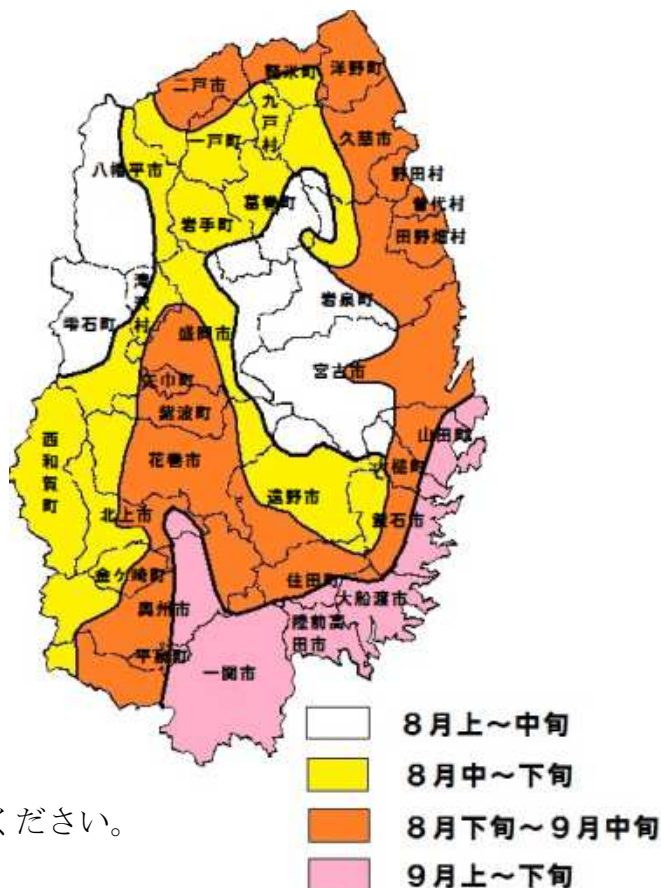 二戸市
軽米町
洋野町
九戸村
一戸町
久慈市
八幡平市
野田村
葛巻町
普代村
岩手町
田野畑村
滝沢村
岩泉町
雫石町
盛岡市
宮古市
矢巾町
紫波町
山田町
西和賀町
花巻市
大槌町
遠野市
北上市
釜石市
金ケ崎町
住田町
奥州市
大船渡市
陸前高田市
平泉町
一関市
8月上～中旬
8月中～下旬
ください。
8月下旬～9月中旬
9月上～下旬